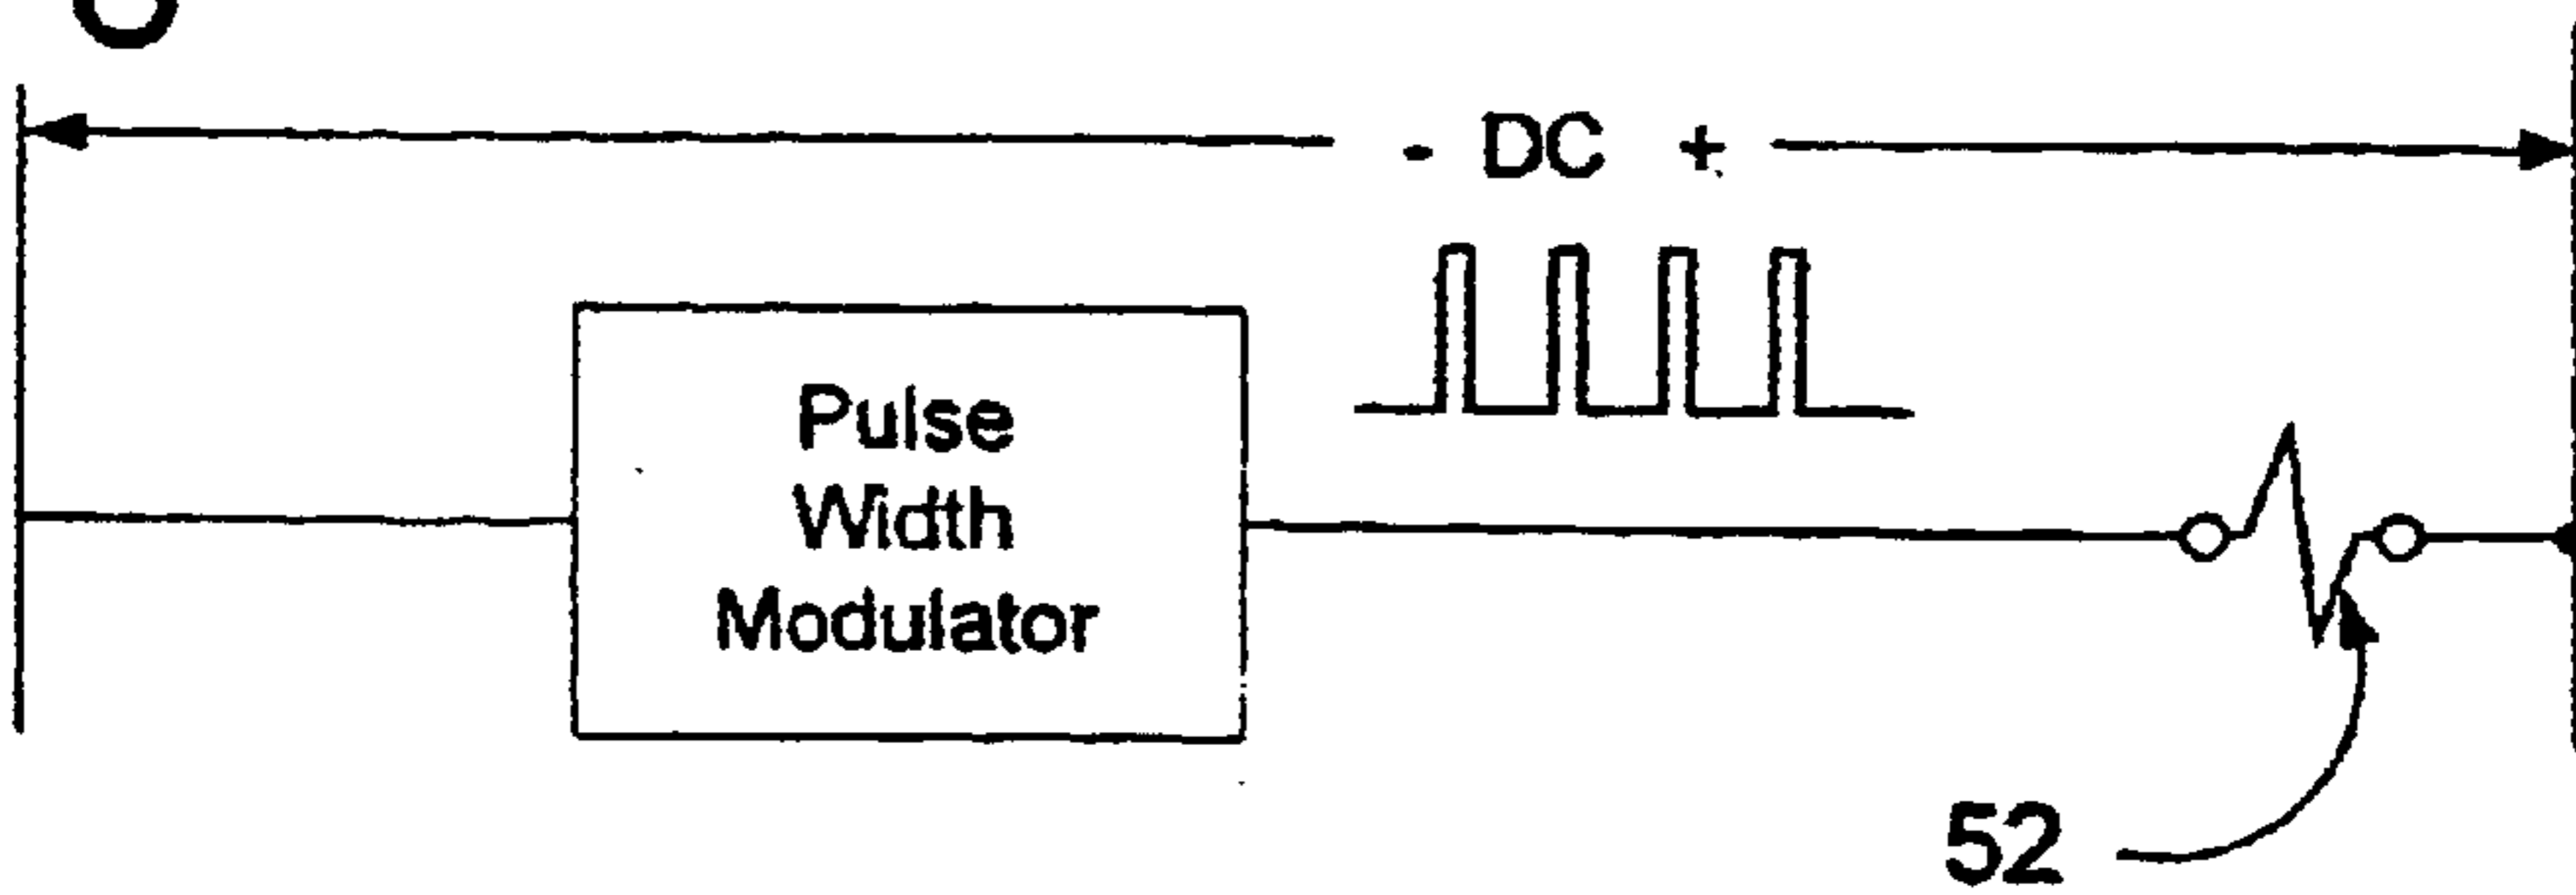 - DC +
Pulse
Width
Modulator
52